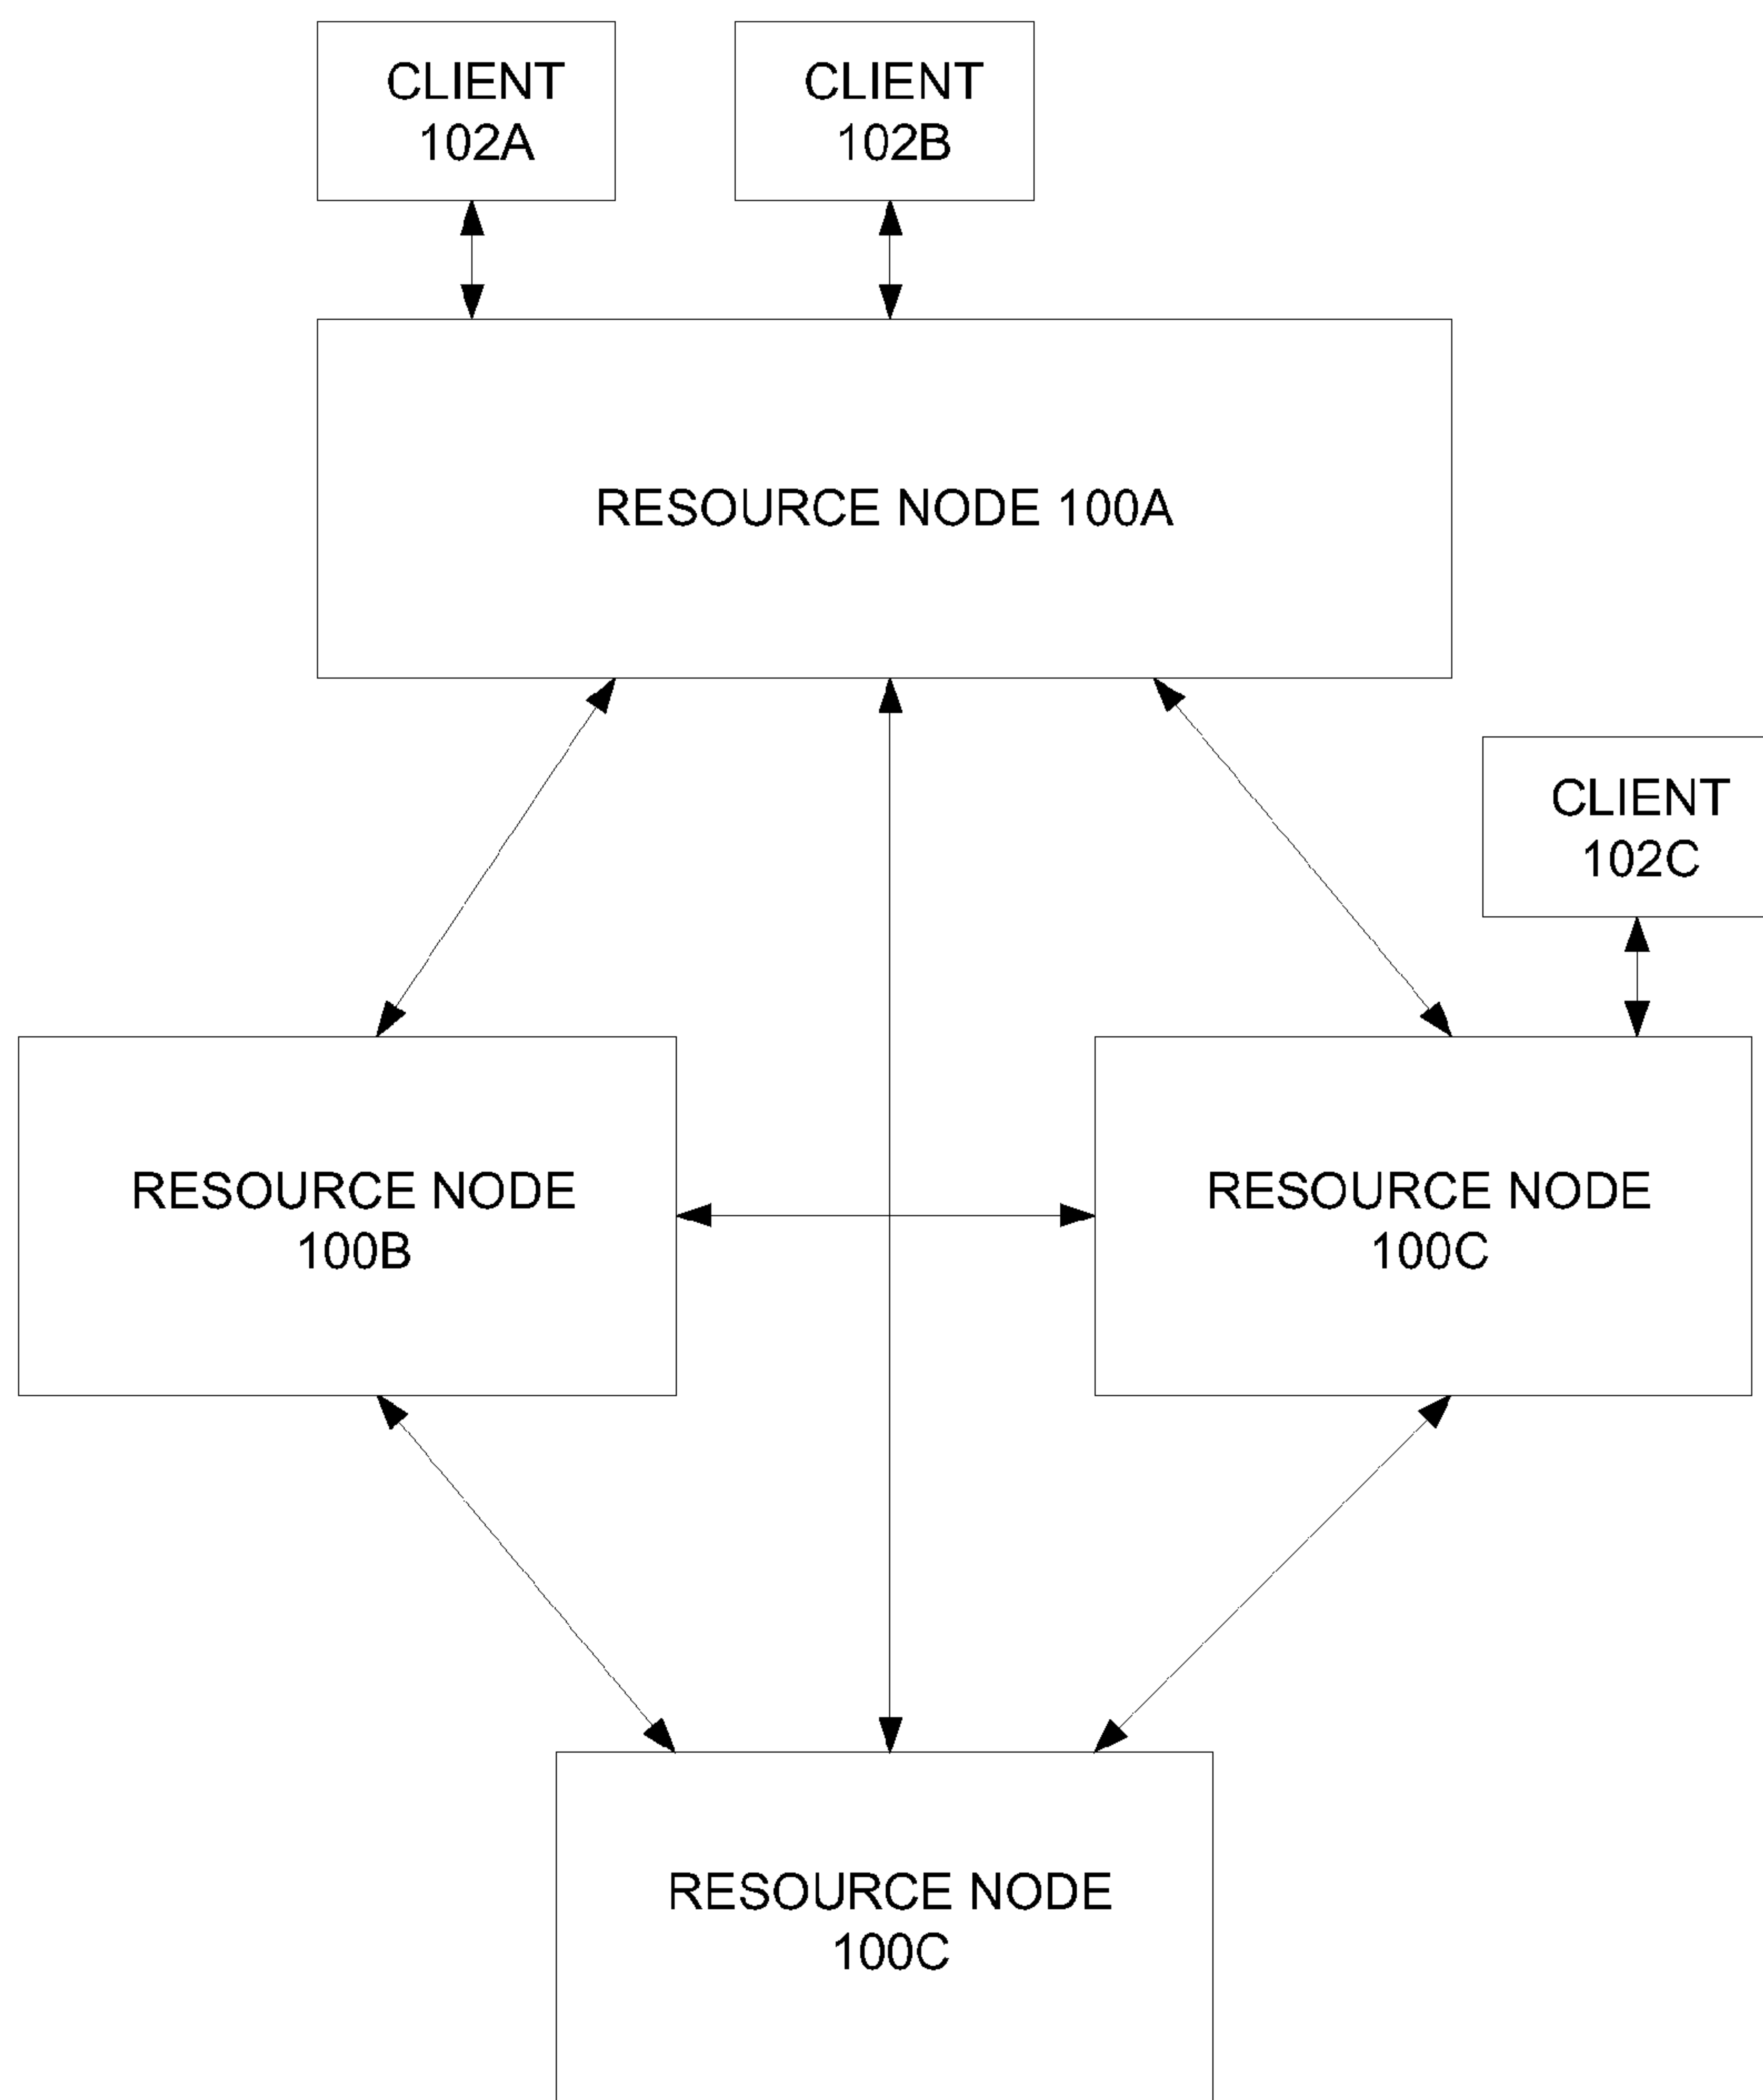 CLIENT
102A
CLIENT
102B
RESOURCE NODE 100A
CLIENT
102C
RESOURCE NODE
100B
RESOURCE NODE
100C
RESOURCE NODE
100C